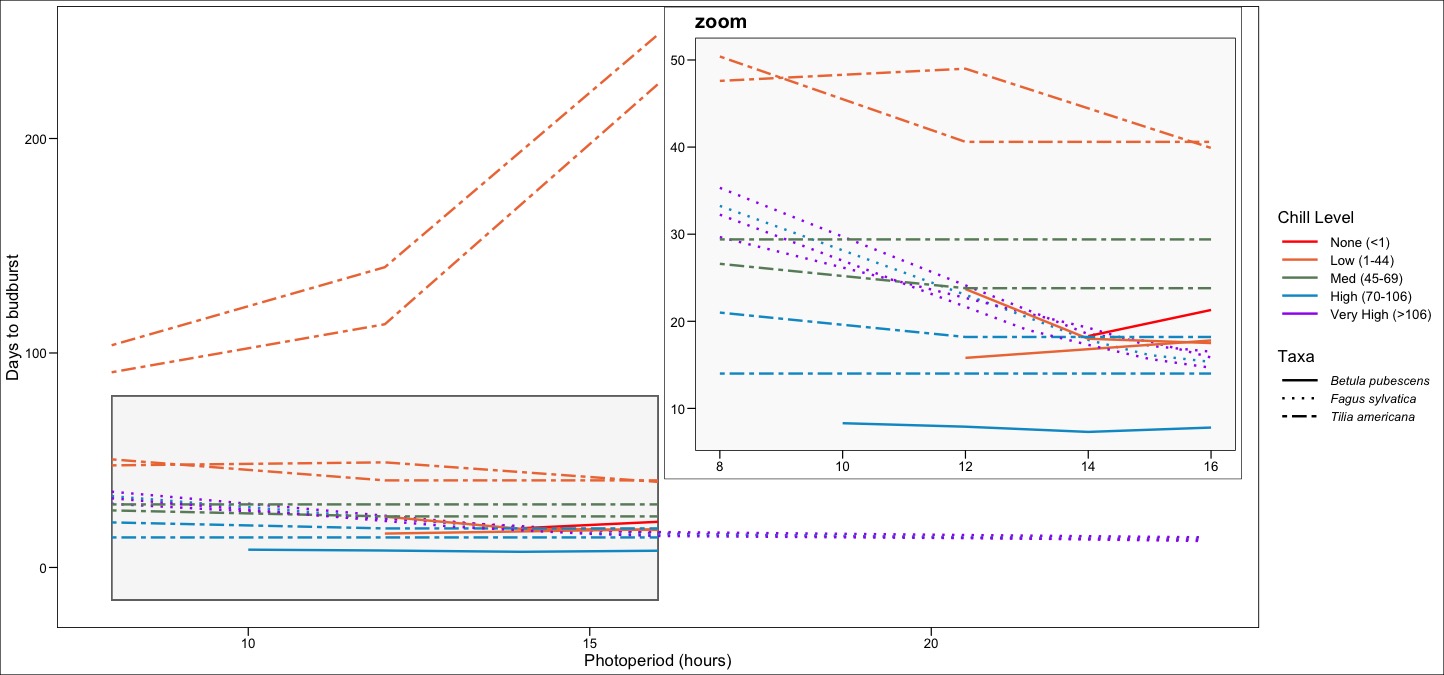 zoom
50
40
30
20
10
8
10
12
14
16
Days to budburst
200
100
0
10
15
20
Photoperiod (hours)
Chill Level
None (<1)
Low (1-44)
Med (45-69)
High (70-106)
Very High (>106)
Taxa
Betula pubescens
Fagus sylvatica
Tilia americana